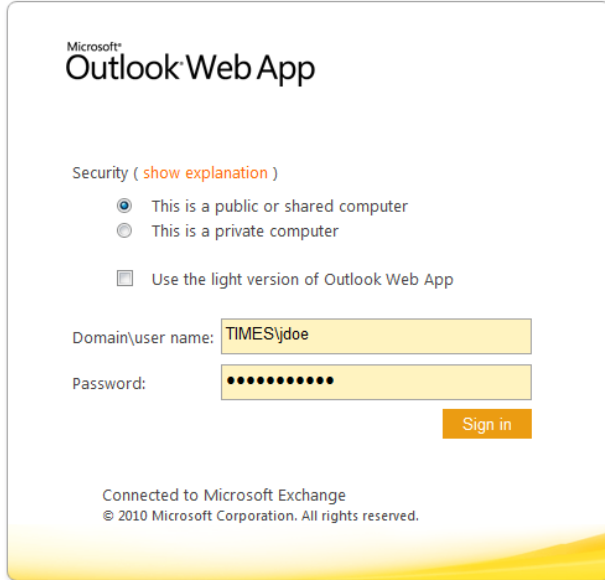 Microsoft®
Outlook® Web App
Security ( show explanation )
This is a public or shared computer
This is a private computer
Use the light version of Outlook Web App
Domain\user name: TIMES\jdoe
Password: •••••••••••
Sign in
Connected to Microsoft Exchange
© 2010 Microsoft Corporation. All rights reserved.